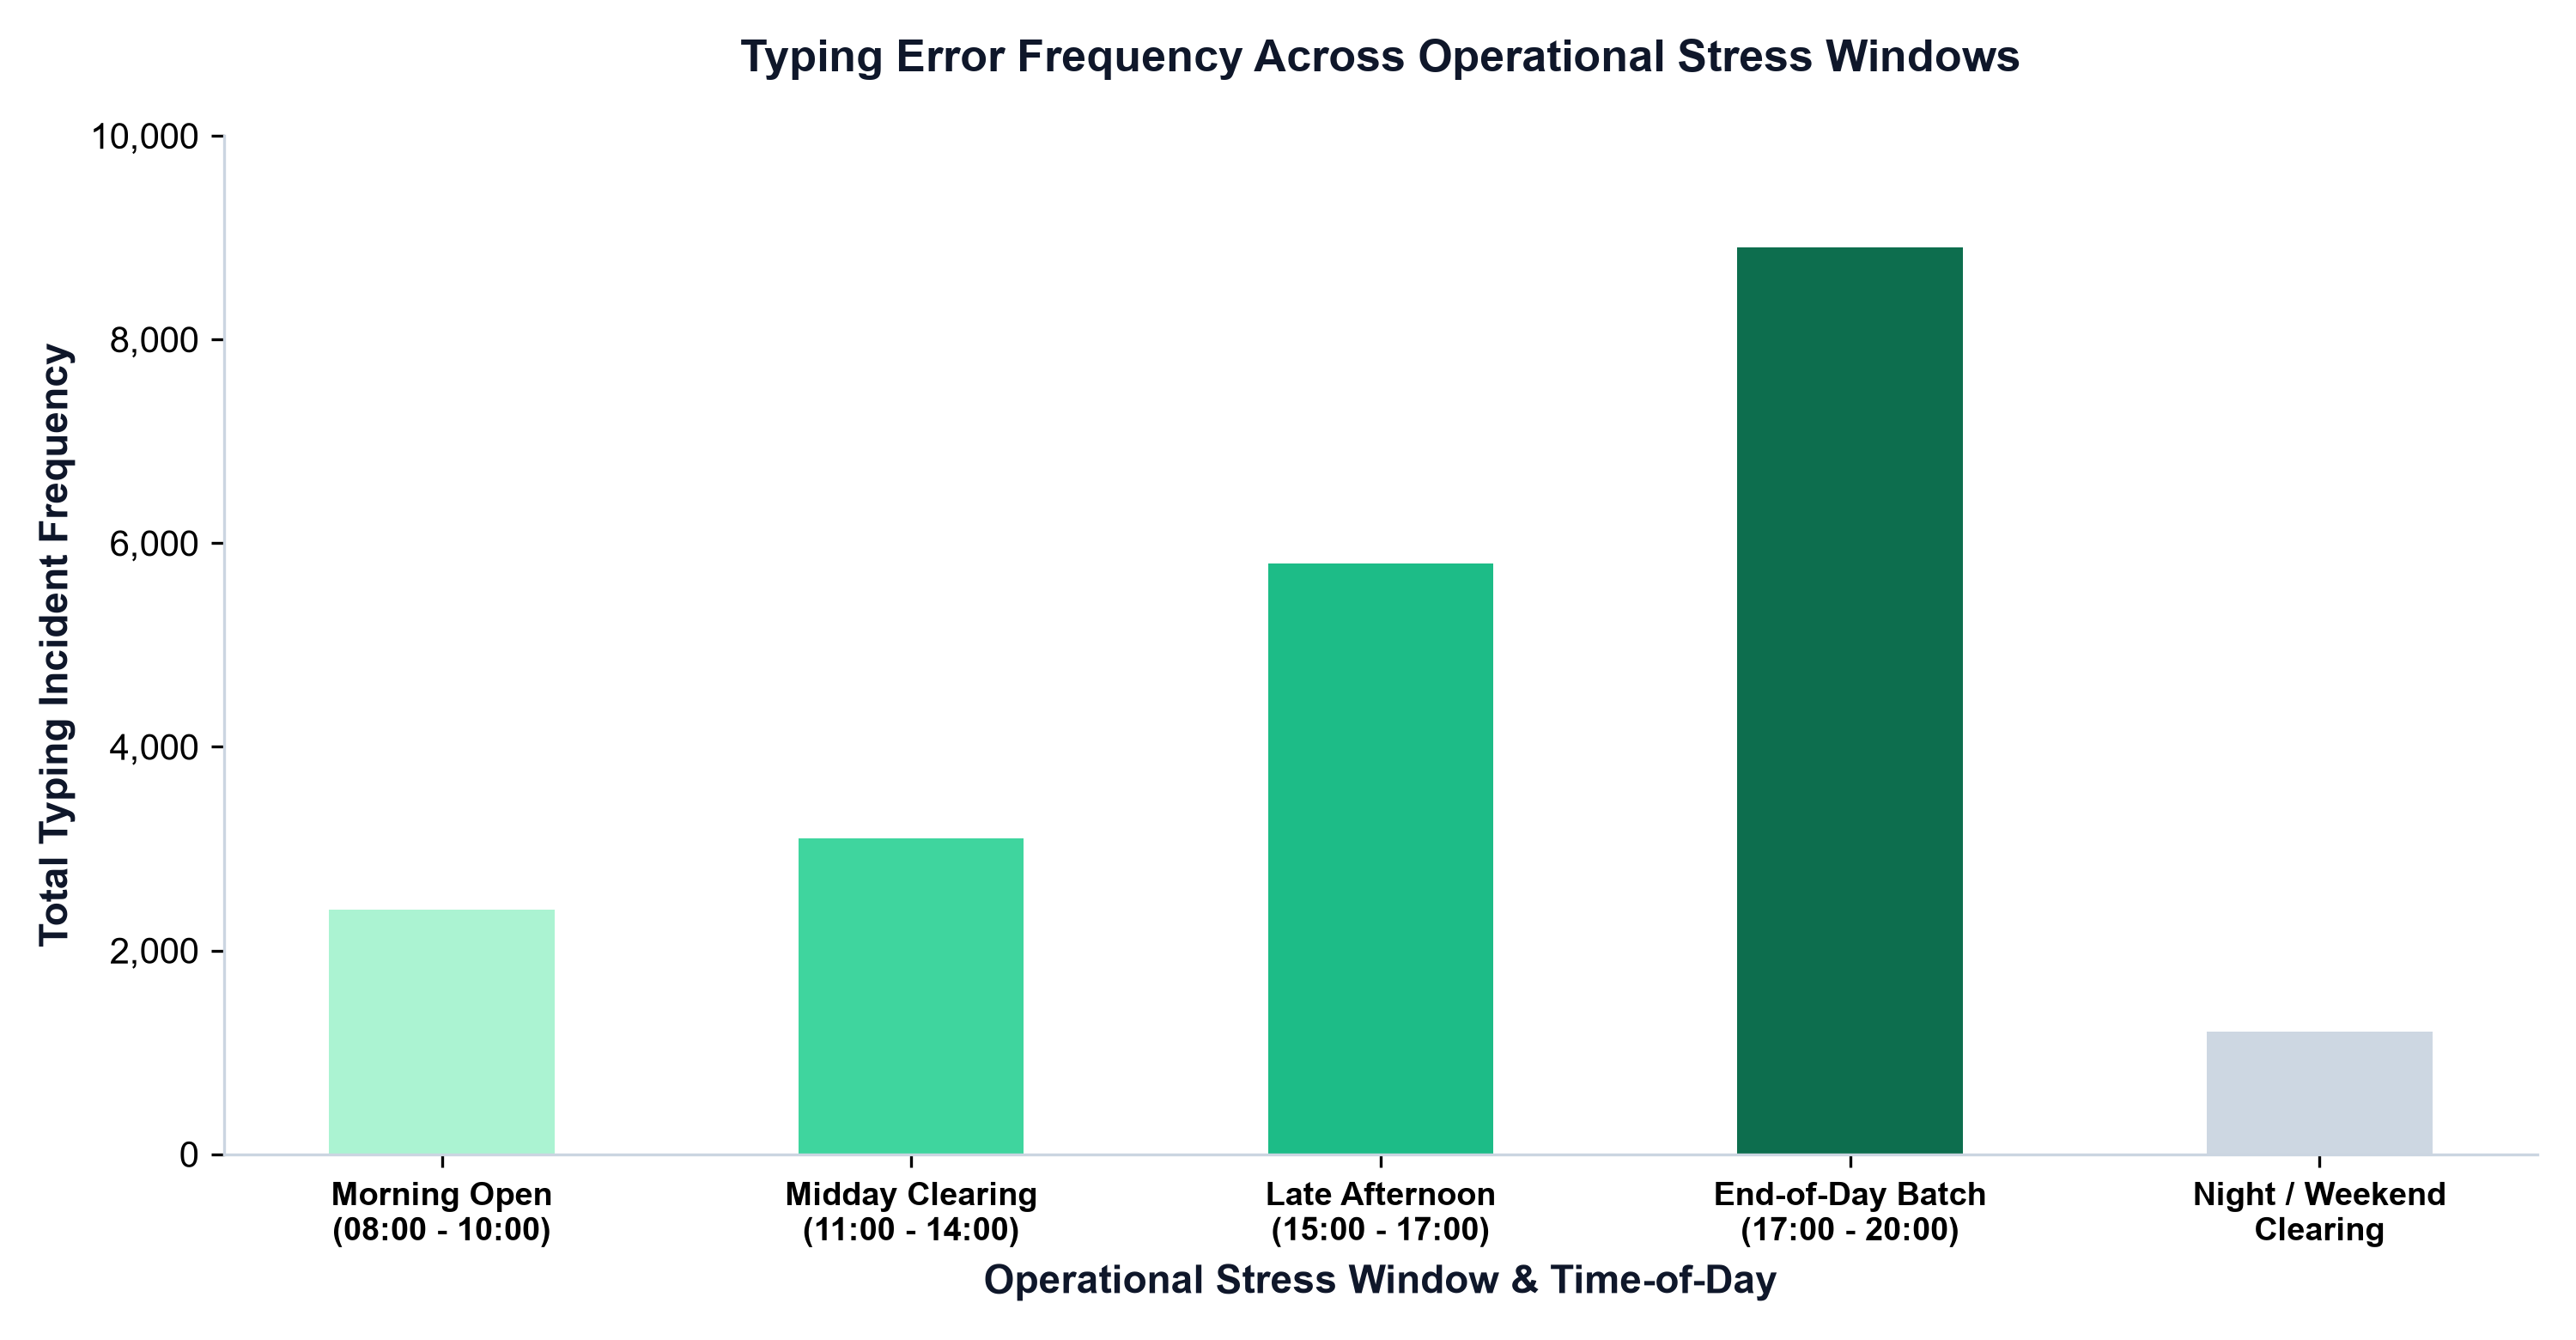 Typing Error Frequency Across Operational Stress Windows
Total Typing Incident Frequency
10,000
8,000
6,000
4,000
2,000
0
Morning Open
(08:00 - 10:00)
Midday Clearing
(11:00 - 14:00)
Late Afternoon
(15:00 - 17:00)
End-of-Day Batch
(17:00 - 20:00)
Night / Weekend
Clearing
Operational Stress Window & Time-of-Day